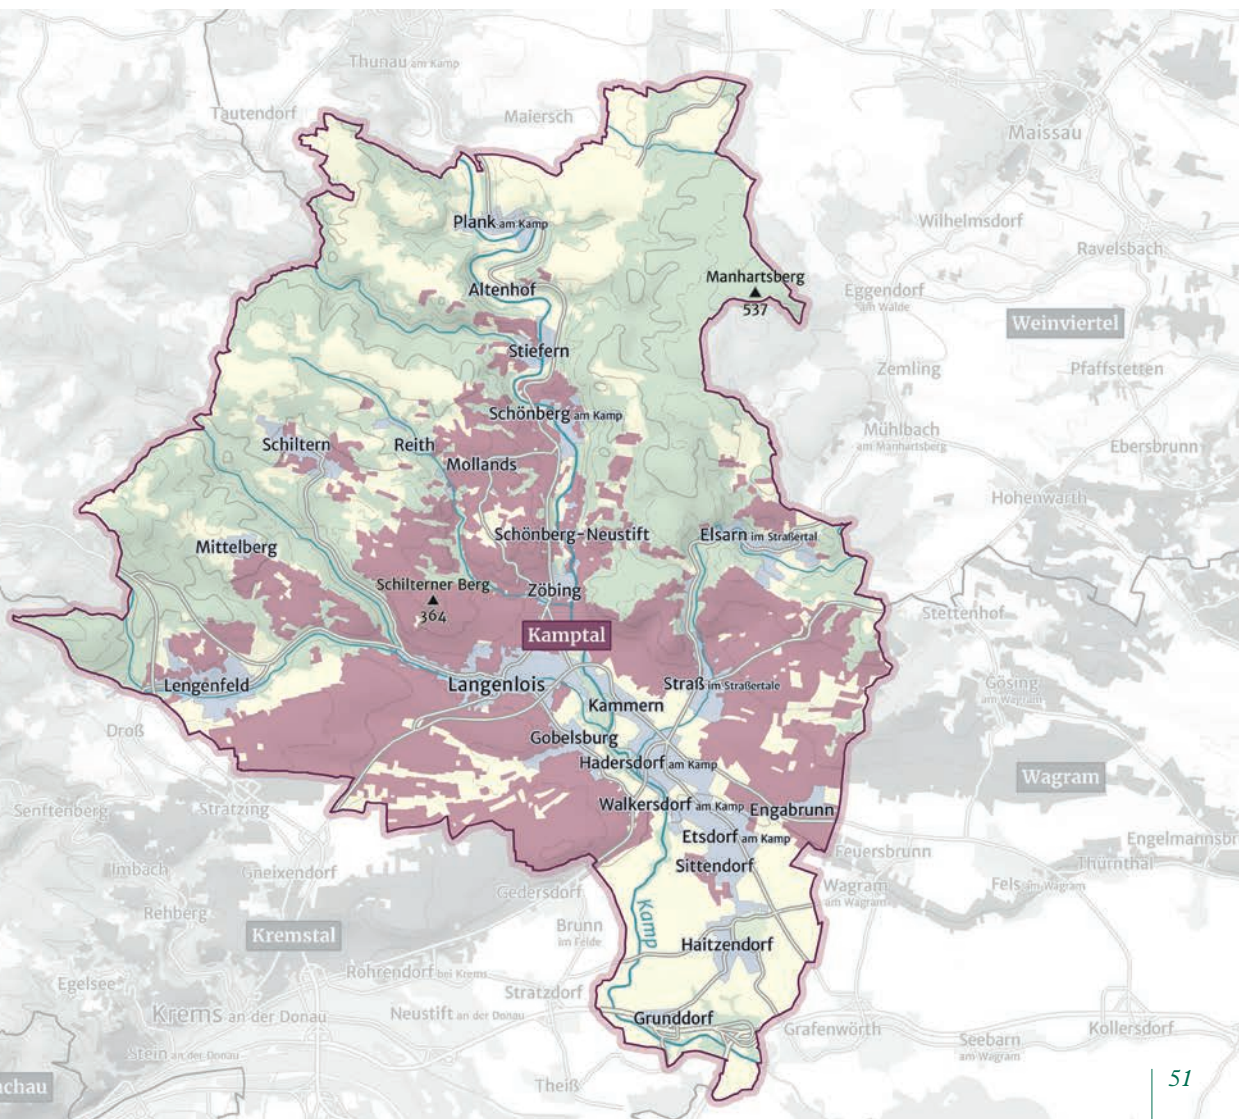 Thunau am Kamp
Tautendorf
Maiersch
Maissau
Plank am Kamp
Wilhelmsdorf
Ravelsbach
Manhartsberg
537
Altenhof
Eggendorf
am Walde
Weinviertel
Stiefern
Zemling
Pfaffstetten
Schönberg am Kamp
Mühlbach
am Manhartsberg
Schiltern
Reith
Ebersbrunn
Mollands
Hohenwarth
Schönberg-Neustift
Elsarn im Straßertal
Mittelberg
Schilterner Berg
364
Zöbing
Stettenhof
Kamptal
Lengenfeld
Langenlois
Straß im Straßertale
Gösing
am Wagram
Kammern
Droß
Gobelsburg
Hadersdorf am Kamp
Wagram
Senftenberg
Stratzing
Walkersdorf am Kamp
Engabrunn
Etsdorf am Kamp
Engelmannsbr
Feuersbrunn
Thürnthal
Imbach
Gneixendorf
Sittendorf
Gedersdorf
Wagram
am Wagram
Fels am Wagram
Rehberg
Kamp
Brunn
im Felde
Kremstal
Haitzendorf
Rohrendorf bei Krems
Egelsee
Stratzdorf
Krems an der Donau
Neustift an der Donau
Grunddorf
Grafenwörth
Kollersdorf
Seebarn
am Wagram
Stein an der Donau
achau
Theiß
51